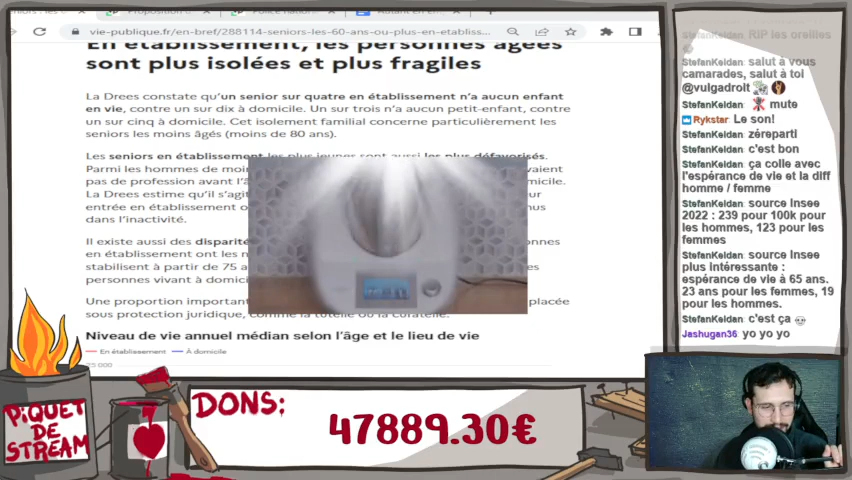 vie-publique.fr/en-bref/288114-seniors-les-60-ans-ou-plus-en-etabliss...
En établissement, les personnes âgées
sont plus isolées et plus fragiles
La Drees constate qu'un senior sur quatre en établissement n'a aucun enfant
en vie, contre un sur dix à domicile. Un sur trois n'a aucun petit-enfant, contre
un sur cinq à domicile. Cet isolement familial concerne particulièrement les
seniors les moins âgés (moins de 80 ans).
Les seniors en établissement les plus jeunes sont aussi les plus défavorisés.
Parmi les hommes de moi
vaient
pas de profession avant l'â
micile.
La Drees estime qu'il s'agi
ur
entrée en établissement o
nus
dans l'inactivité.
Il existe aussi des disparité
onnes
en établissement ont les n
stabilisent à partir de 75 a
es
personnes vivant à domici
Une proportion important
placée
sous protection juridique, comme la tutelle ou la curatelle.
Niveau de vie annuel médian selon l'âge et le lieu de vie
En établissement
À domicile
25 000
StefanKeldan: RIP les oreilles
StefanKeldan: salut à vous
camarades, salut à toi
@vulgadroit
StefanKeldan: mute
Rykstar: Le son!
StefanKeldan: zéreparti
StefanKeldan: c'est bon
StefanKeldan: ça colle avec
l'espérance de vie et la diff
homme / femme
StefanKeldan: source Insee
2022 : 239 pour 100k pour
les hommes, 123 pour les
femmes
StefanKeldan: source Insee
plus intéressante :
espérance de vie à 65 ans.
23 ans pour les femmes, 19
pour les hommes.
StefanKeldan: c'est ça
Jashugan36: yo yo yo
PIQUET
DE
STREAM
DONS:
47889.30€